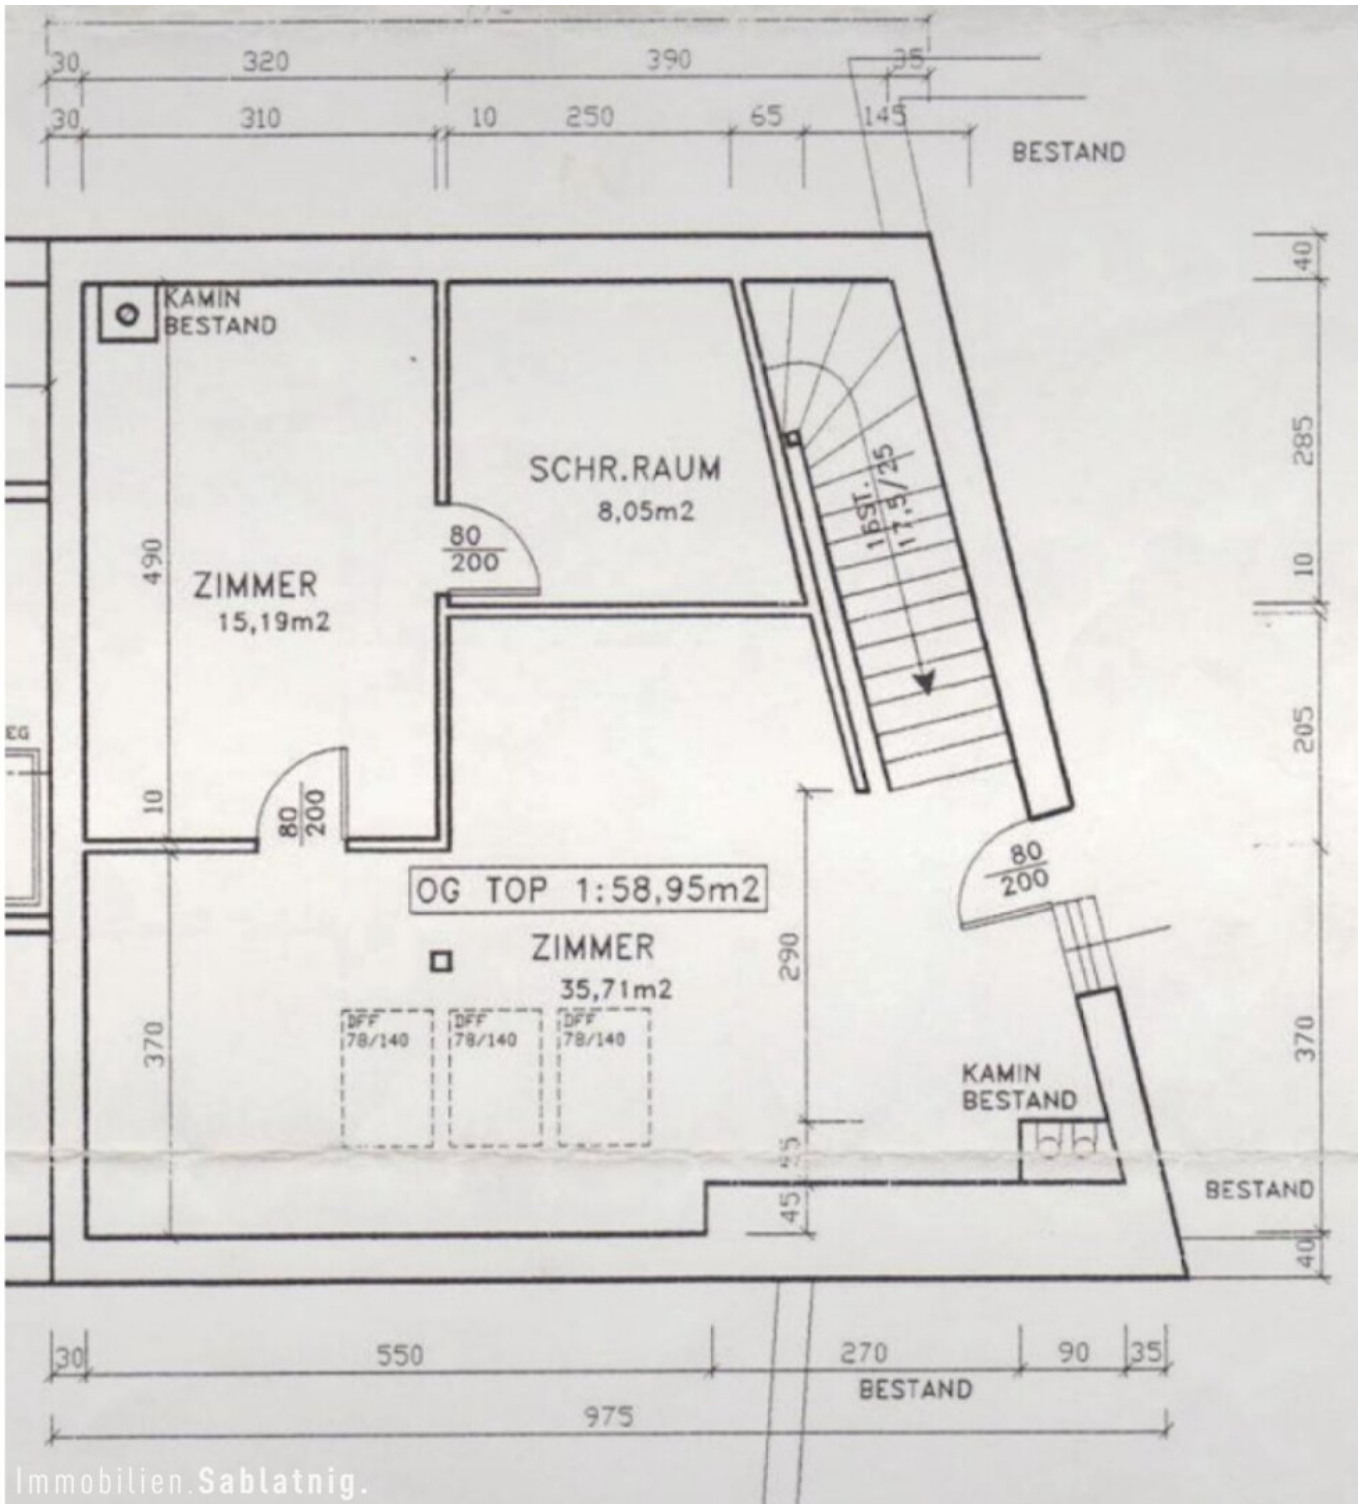 30 320 390 35
30 310 10 250 65 145
BESTAND
40
KAMIN
BESTAND
285
SCHR.RAUM
8,05m2
16ST.
17,5/25
80
200
10
490
ZIMMER
15,19m2
205
EG
10
80
200
80
200
OG TOP 1:58,95m2
ZIMMER
35,71m2
290
370
370
DFF
78/140
DFF
78/140
DFF
78/140
KAMIN
BESTAND
45
BESTAND
40
30 550 270 90 35
BESTAND
975
Immobilien.Sablatnig.